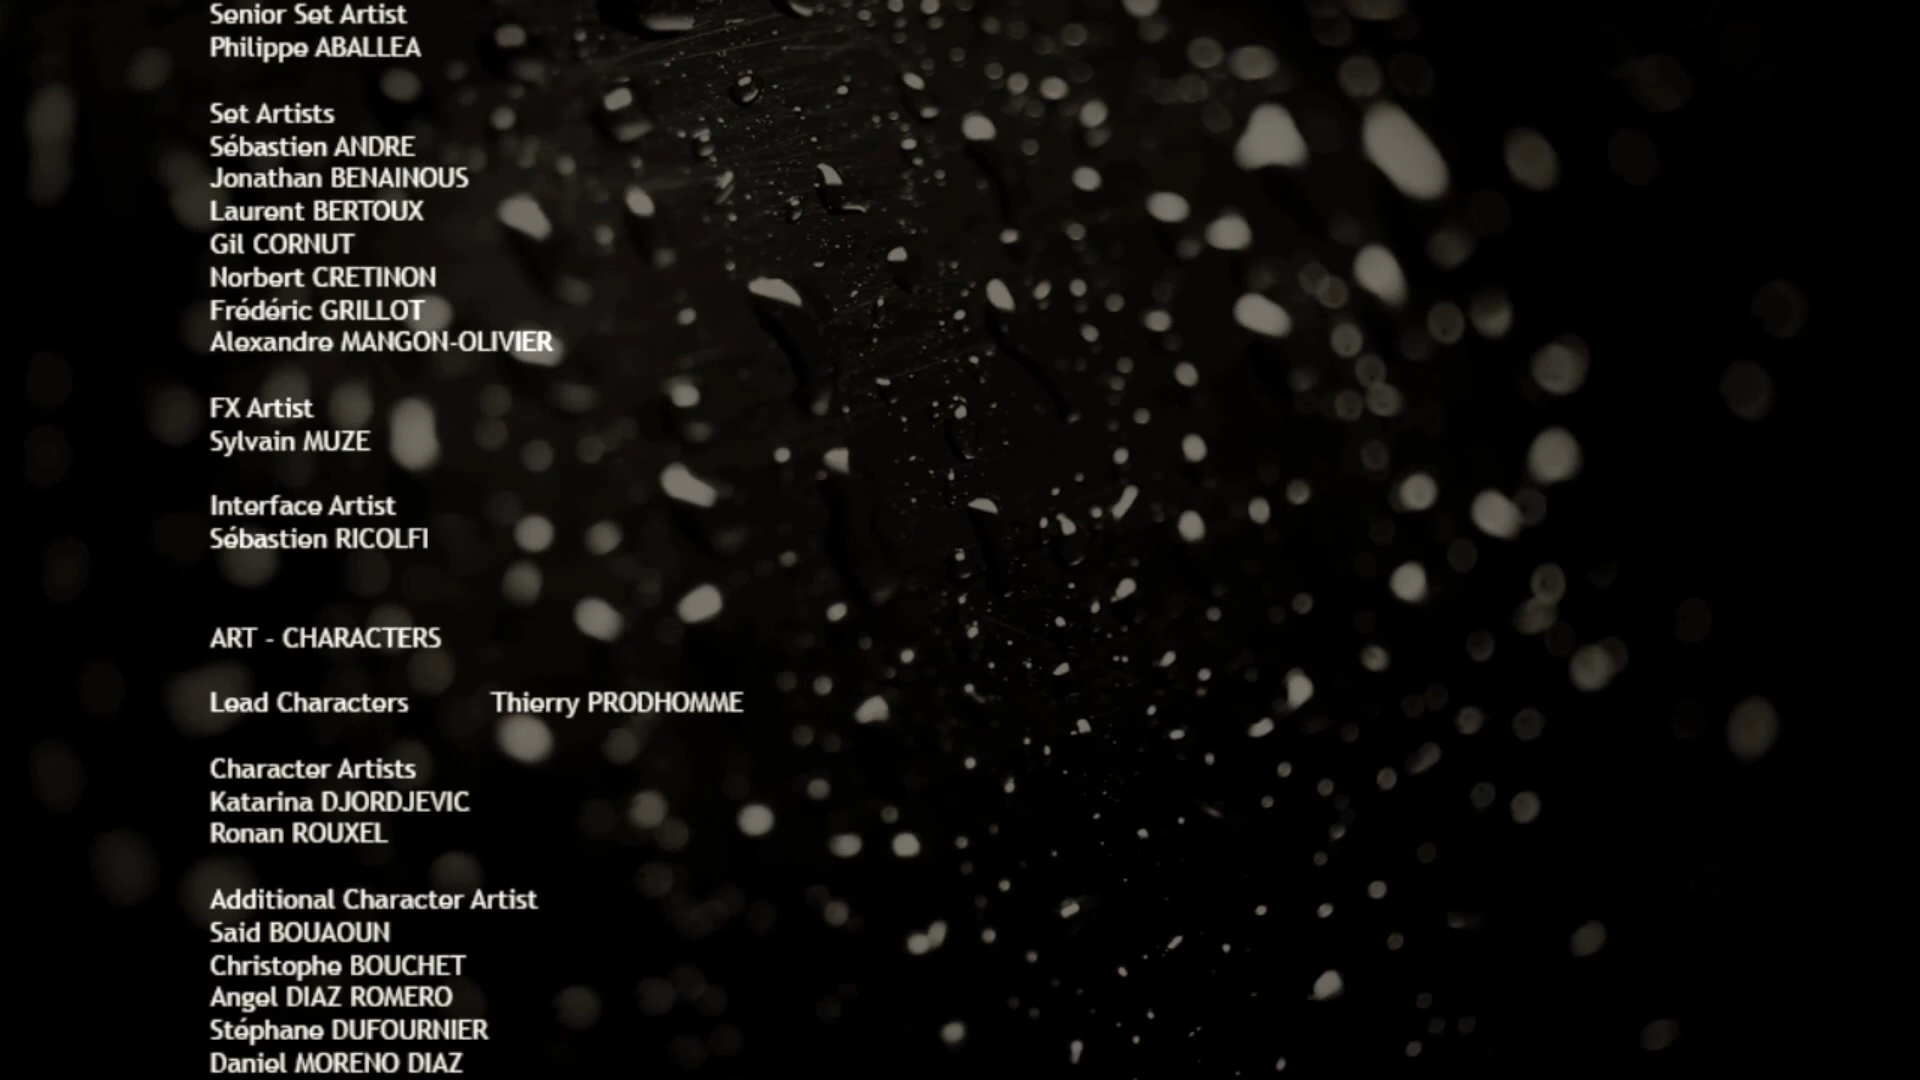 Senior Set Artist
Philippe ABALLEA
Set Artists
Sébastien ANDRE
Jonathan BENAINOUS
Laurent BERTOUX
Gil CORNUT
Norbert CRETINON
Frédéric GRILLOT
Alexandre MANGON-OLIVIER
FX Artist
Sylvain MUZE
Interface Artist
Sébastien RICOLFI
ART - CHARACTERS
Lead Characters Thierry PRODHOMME
Character Artists
Katarina DJORDJEVIC
Ronan ROUXEL
Additional Character Artist
Said BOUAOUN
Christophe BOUCHET
Angel DIAZ ROMERO
Stéphane DUFOURNIER
Daniel MORENO DIAZ